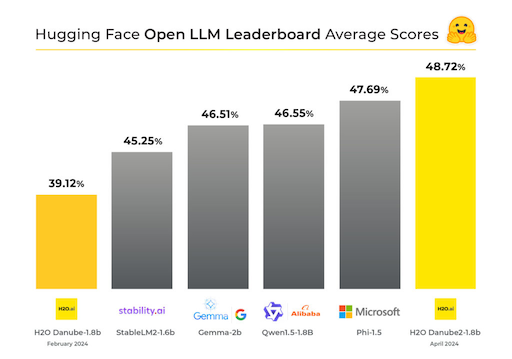 Hugging Face Open LLM Leaderboard Average Scores
48.72%
47.69%
46.51%
46.55%
45.25%
39.12%
H2O.ai
stability.ai
Gemma
Alibaba
Microsoft
H2O.ai
H2O Danube-1.8b
StableLM2-1.6b
Gemma-2b
Qwen1.5-1.8B
Phi-1.5
H2O Danube2-1.8b
February 2024
April 2024